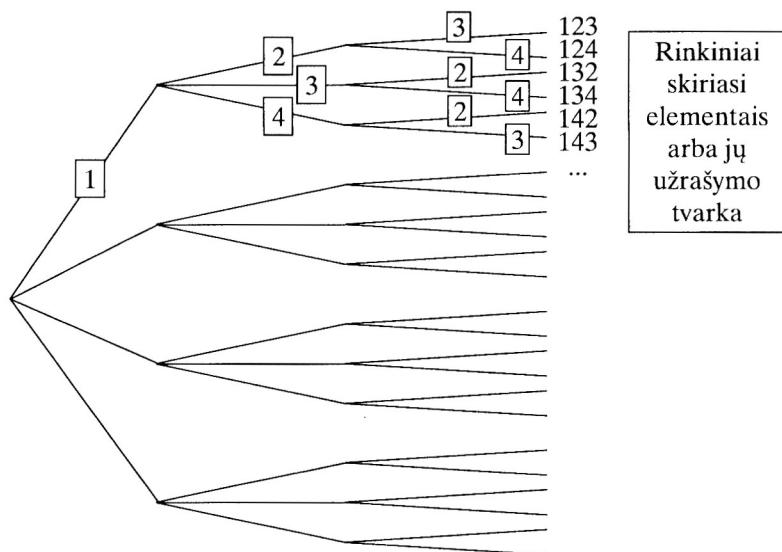 3
123
2
4
124
3
2
132
4
134
4
2
142
3
143
1
...
Rinkiniai
skiriasi
elementais
arba jų
užrašymo
tvarka